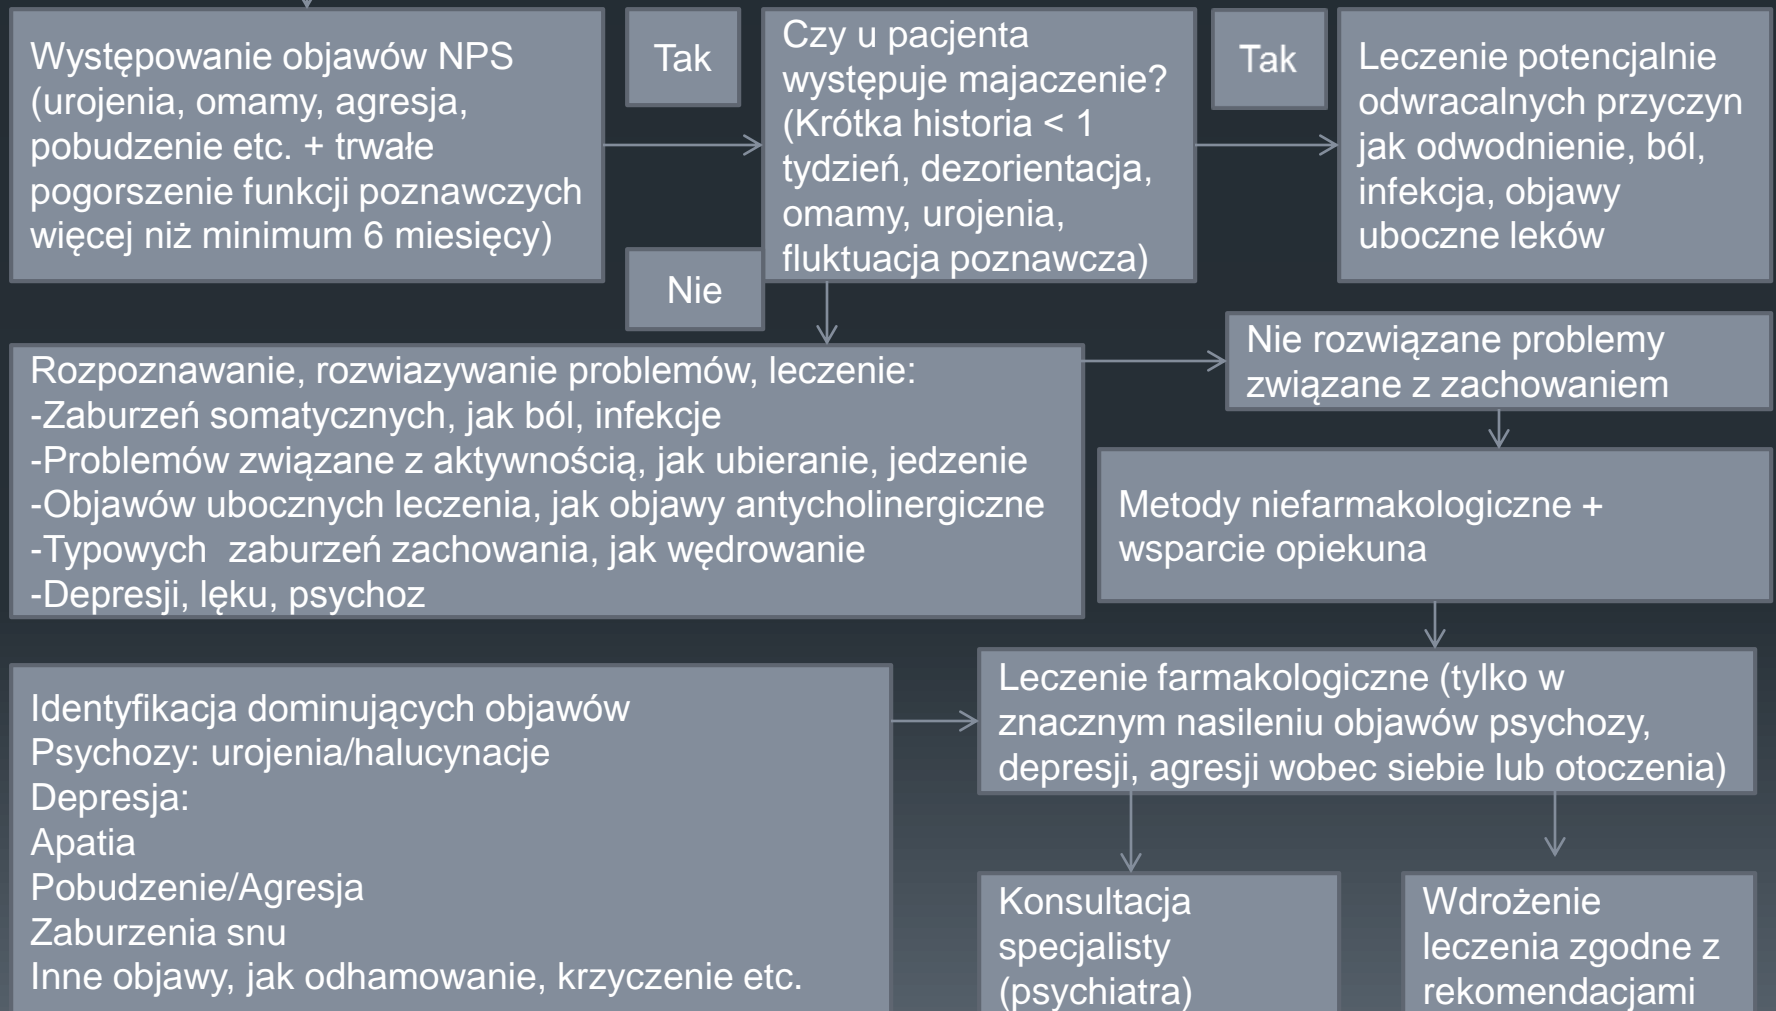 Występowanie objawów NPS
(urojenia, omamy, agresja,
pobudzenie etc. + trwałe
pogorszenie funkcji poznawczych
więcej niż minimum 6 miesięcy)
Tak
Czy u pacjenta
występuje majaczenie?
(Krótka historia < 1
tydzień, dezorientacja,
omamy, urojenia,
fluktuacja poznawcza)
Tak
Leczenie potencjalnie
odwracalnych przyczyn
jak odwodnienie, ból,
infekcja, objawy
uboczne leków
Nie
Rozpoznawanie, rozwiazywanie problemów, leczenie:
-Zaburzeń somatycznych, jak ból, infekcje
-Problemów związane z aktywnością, jak ubieranie, jedzenie
-Objawów ubocznych leczenia, jak objawy antycholinergiczne
-Typowych  zaburzeń zachowania, jak wędrowanie
-Depresji, lęku, psychoz
Nie rozwiązane problemy
związane z zachowaniem
Metody niefarmakologiczne +
wsparcie opiekuna
Identyfikacja dominujących objawów
Psychozy: urojenia/halucynacje
Depresja:
Apatia
Pobudzenie/Agresja
Zaburzenia snu
Inne objawy, jak odhamowanie, krzyczenie etc.
Leczenie farmakologiczne (tylko w
znacznym nasileniu objawów psychozy,
depresji, agresji wobec siebie lub otoczenia)
Konsultacja
specjalisty
(psychiatra)
Wdrożenie
leczenia zgodne z
rekomendacjami